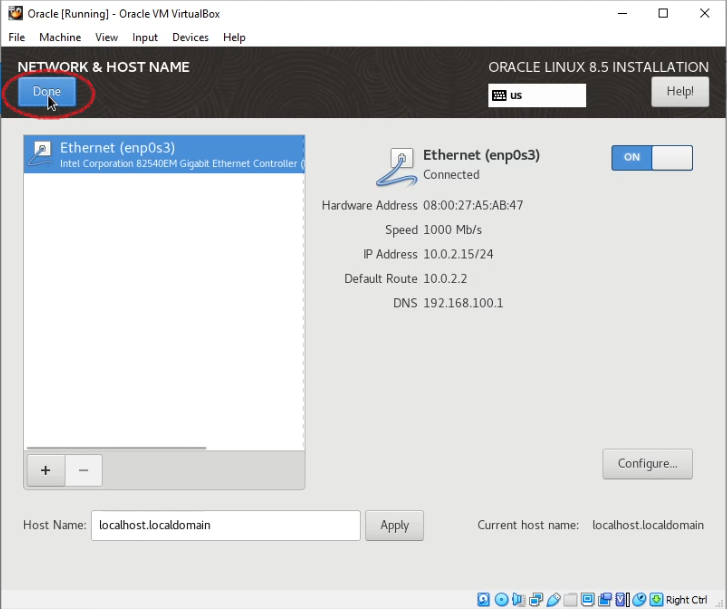 Oracle [Running] - Oracle VM VirtualBox
File Machine View Input Devices Help
NETWORK & HOST NAME
ORACLE LINUX 8.5 INSTALLATION
Done
us
Help!
Ethernet (enp0s3)
Intel Corporation 82540EM Gigabit Ethernet Controller (
Ethernet (enp0s3)
Connected
ON
Hardware Address 08:00:27:A5:AB:47
Speed 1000 Mb/s
IP Address 10.0.2.15/24
Default Route 10.0.2.2
DNS 192.168.100.1
+ −
Configure...
Host Name: localhost.localdomain Apply Current host name: localhost.localdomain
Right Ctrl